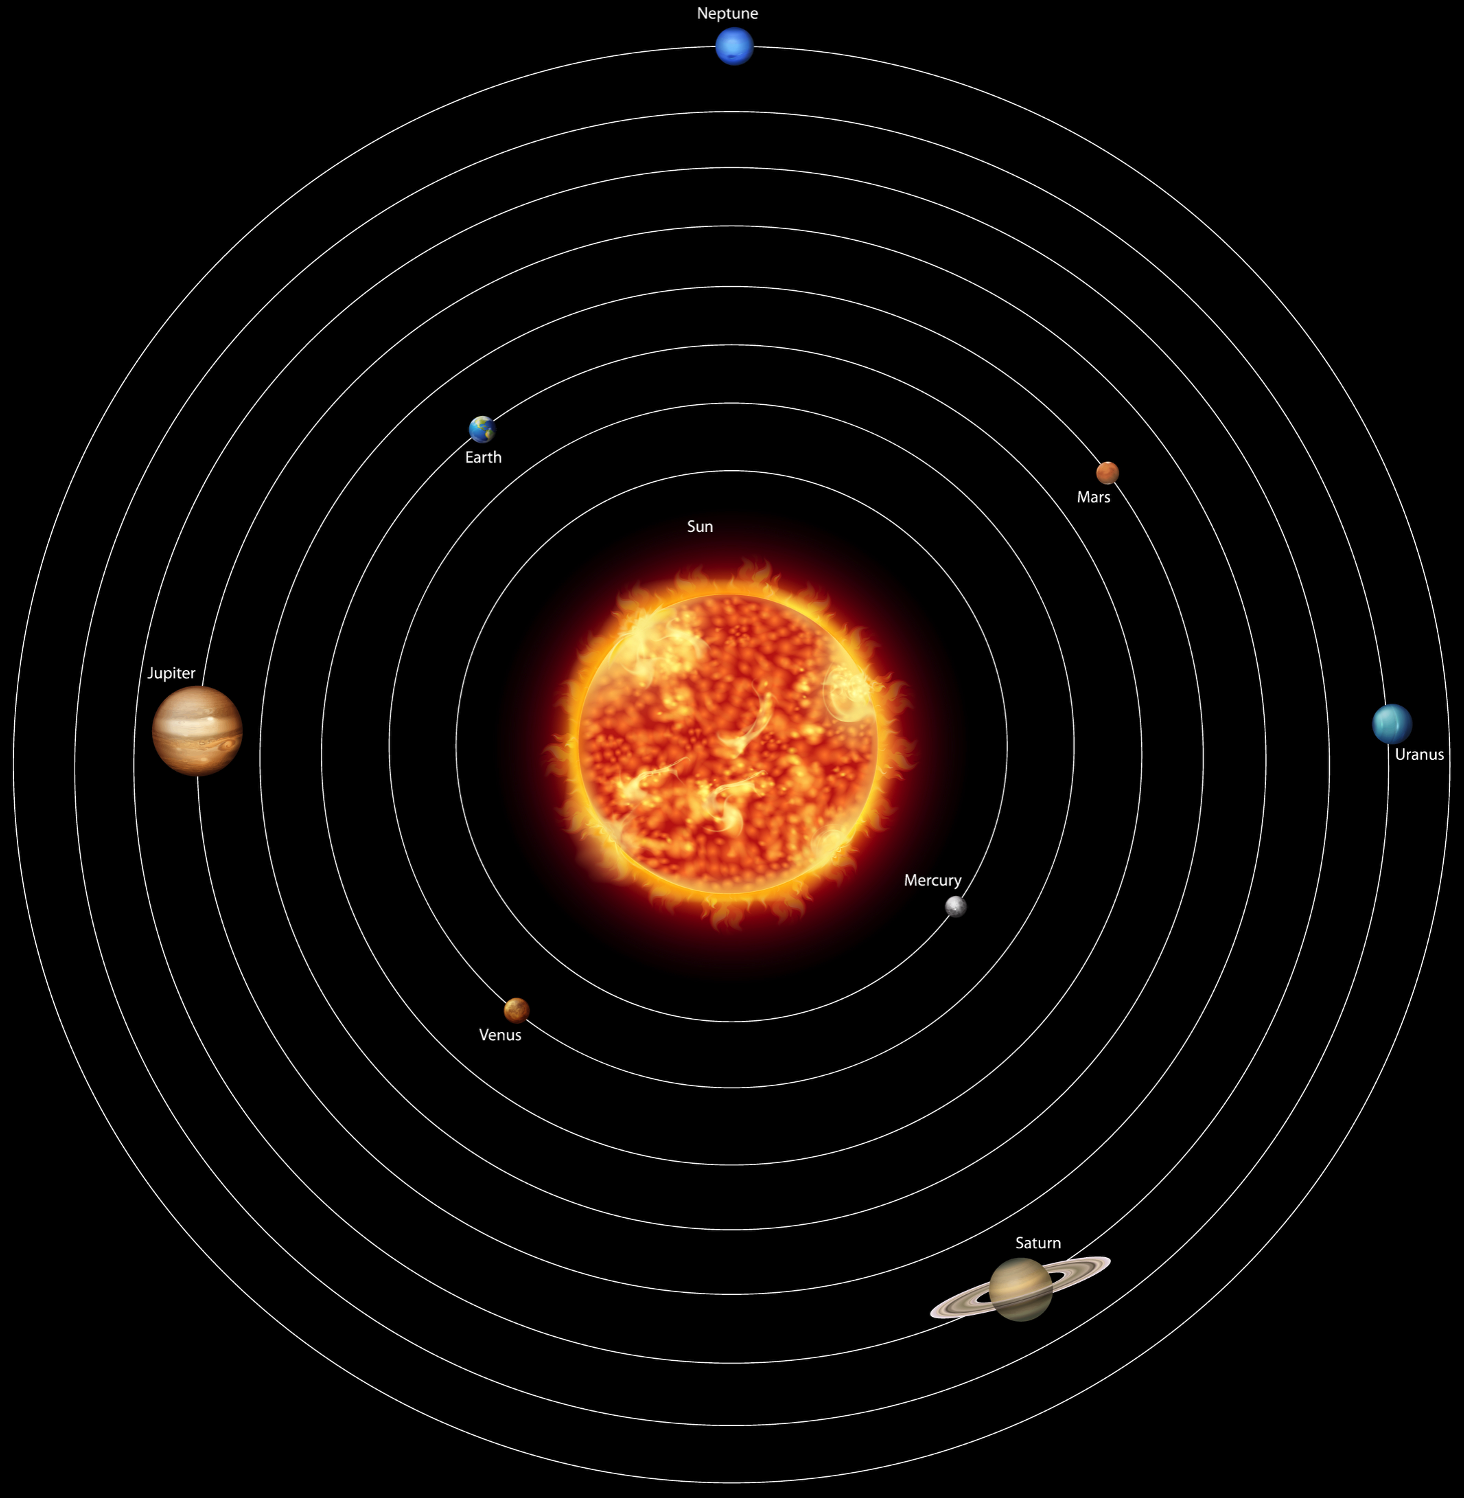 Neptune
Earth
Mars
Sun
Jupiter
Uranus
Mercury
Venus
Saturn